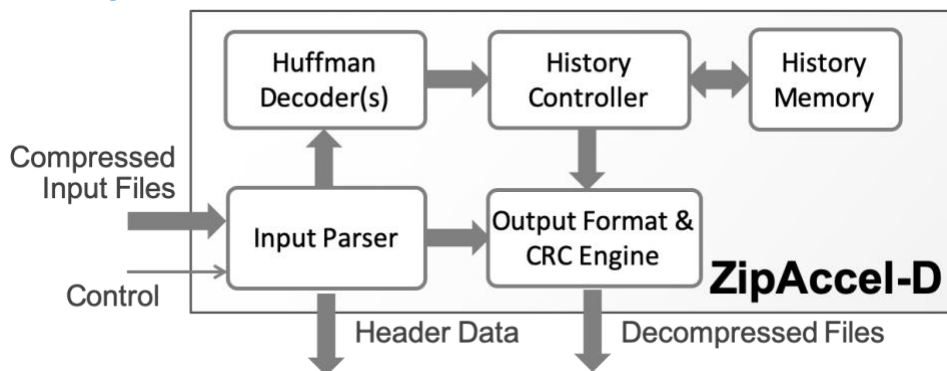 Huffman
Decoder(s)
History
Controller
History
Memory
Compressed
Input Files
Input Parser
Output Format &
CRC Engine
ZipAccel-D
Control
Header Data
Decompressed Files